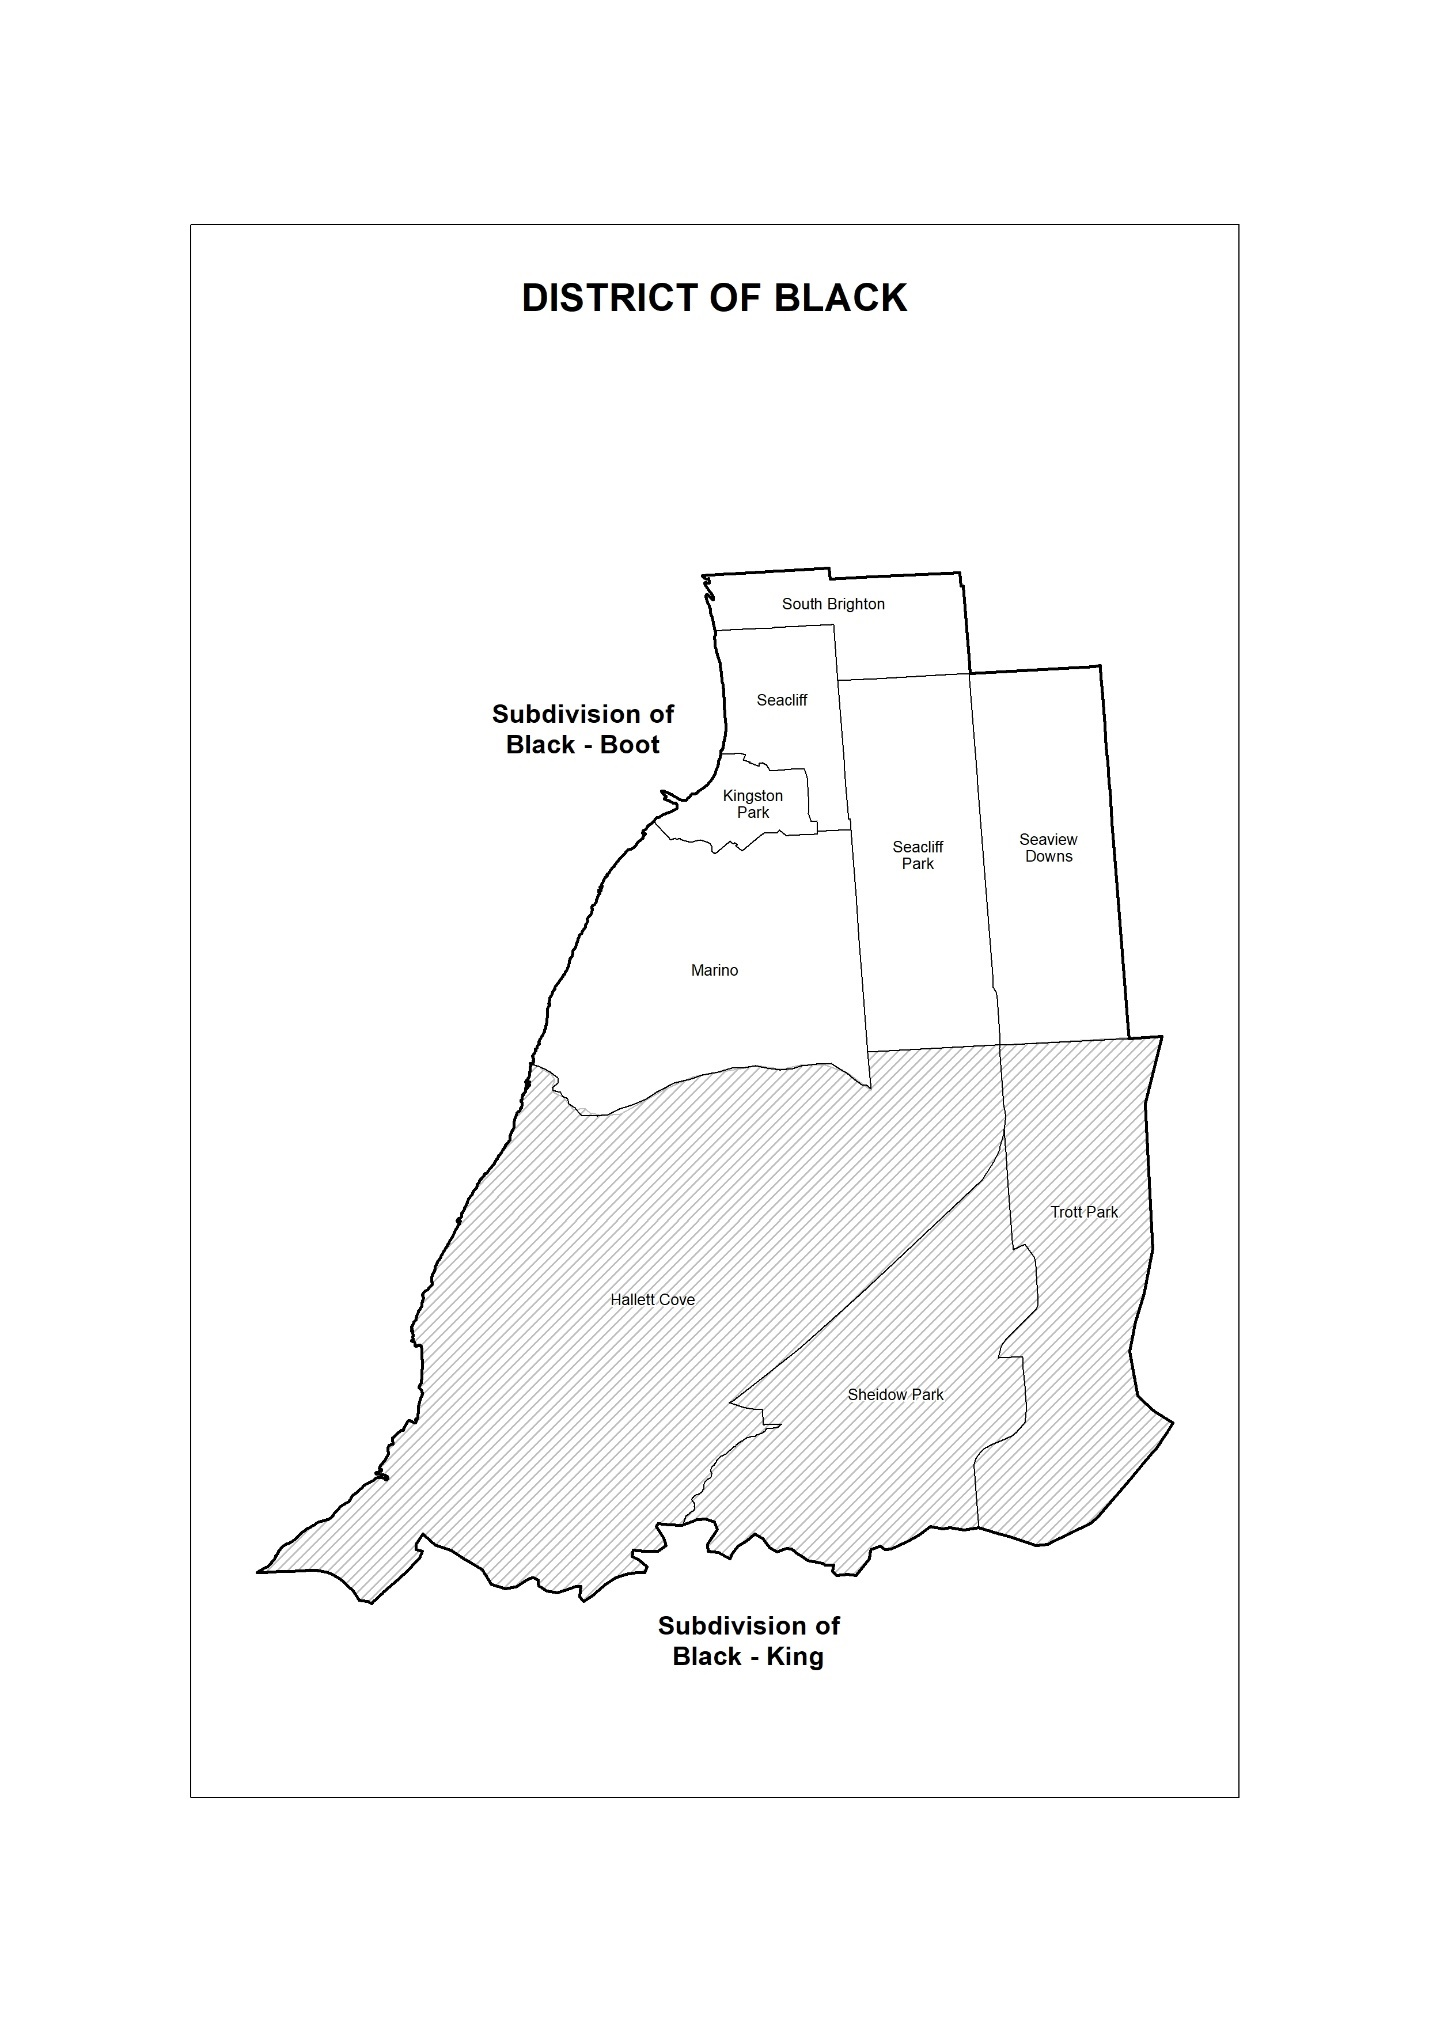 DISTRICT OF BLACK
South Brighton
Seacliff
Subdivision of
Black - Boot
Kingston
Park
Seacliff
Park
Seaview
Downs
Marino
Trott Park
Hallett Cove
Sheidow Park
Subdivision of
Black - King